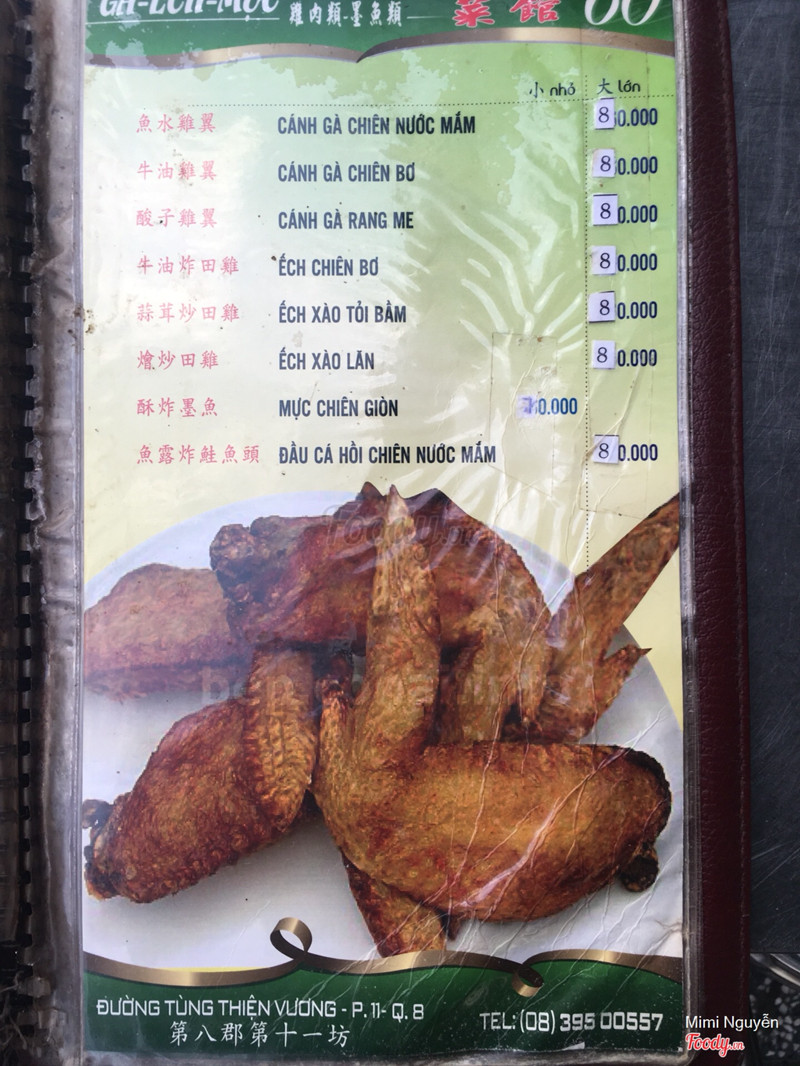 GÀ-ẾCH-MỰC 雞肉類-墨魚類 菜館
小 nhỏ 大 lớn
魚水雞翼 CÁNH GÀ CHIÊN NƯỚC MẮM 80.000
牛油雞翼 CÁNH GÀ CHIÊN BƠ 80.000
酸子雞翼 CÁNH GÀ RANG ME 80.000
牛油炸田雞 ẾCH CHIÊN BƠ 80.000
蒜茸炒田雞 ẾCH XÀO TỎI BẰM 80.000
燴炒田雞 ẾCH XÀO LĂN 80.000
酥炸墨魚 MỰC CHIÊN GIÒN
魚露炸鮭魚頭 ĐẦU CÁ HỒI CHIÊN NƯỚC MẮM 80.000
Foody.vn
ĐƯỜNG TÙNG THIỆN VƯƠNG - P.11- Q. 8
第八郡第十一坊
TEL: (08) 395 00557
Mimi Nguyễn
Foody.vn